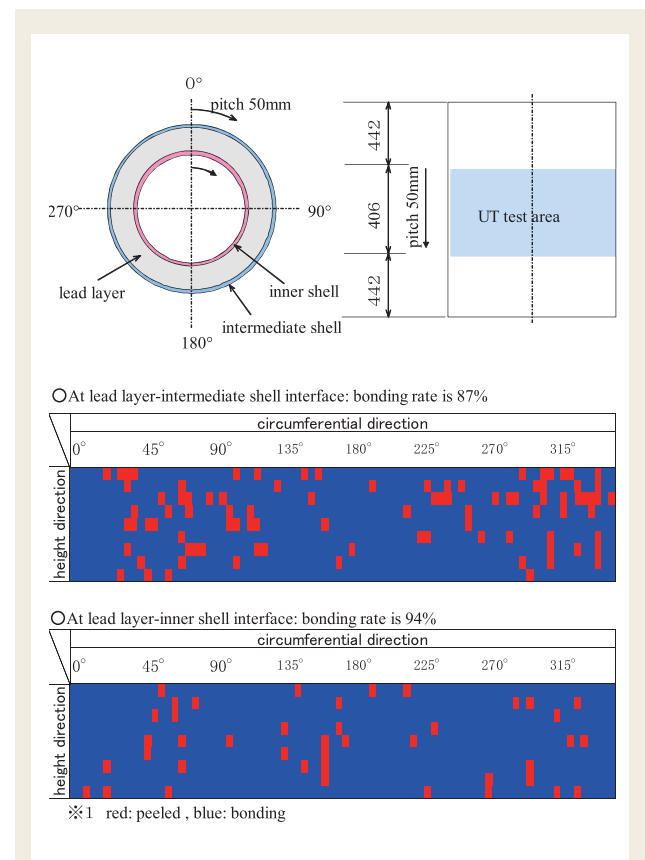 0°
pitch 50mm
270°
90°
lead layer
inner shell
intermediate shell
180°
442
406
442
pitch 50mm
UT test area
○At lead layer-intermediate shell interface: bonding rate is 87%
circumferential direction
0° 45° 90° 135° 180° 225° 270° 315°
height direction
○At lead layer-inner shell interface: bonding rate is 94%
circumferential direction
0° 45° 90° 135° 180° 225° 270° 315°
height direction
※1 red: peeled , blue: bonding